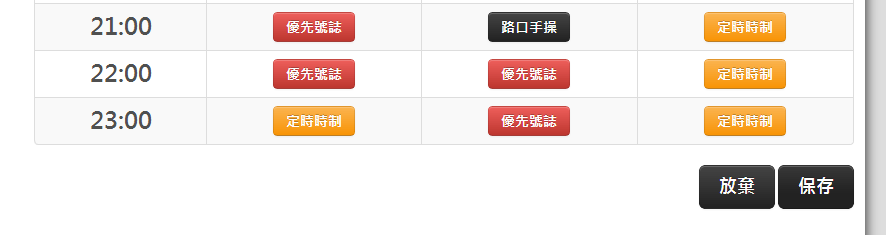 21:00 優先號誌 路口手操 定時時制
22:00 優先號誌 優先號誌 定時時制
23:00 定時時制 優先號誌 定時時制
放棄 保存